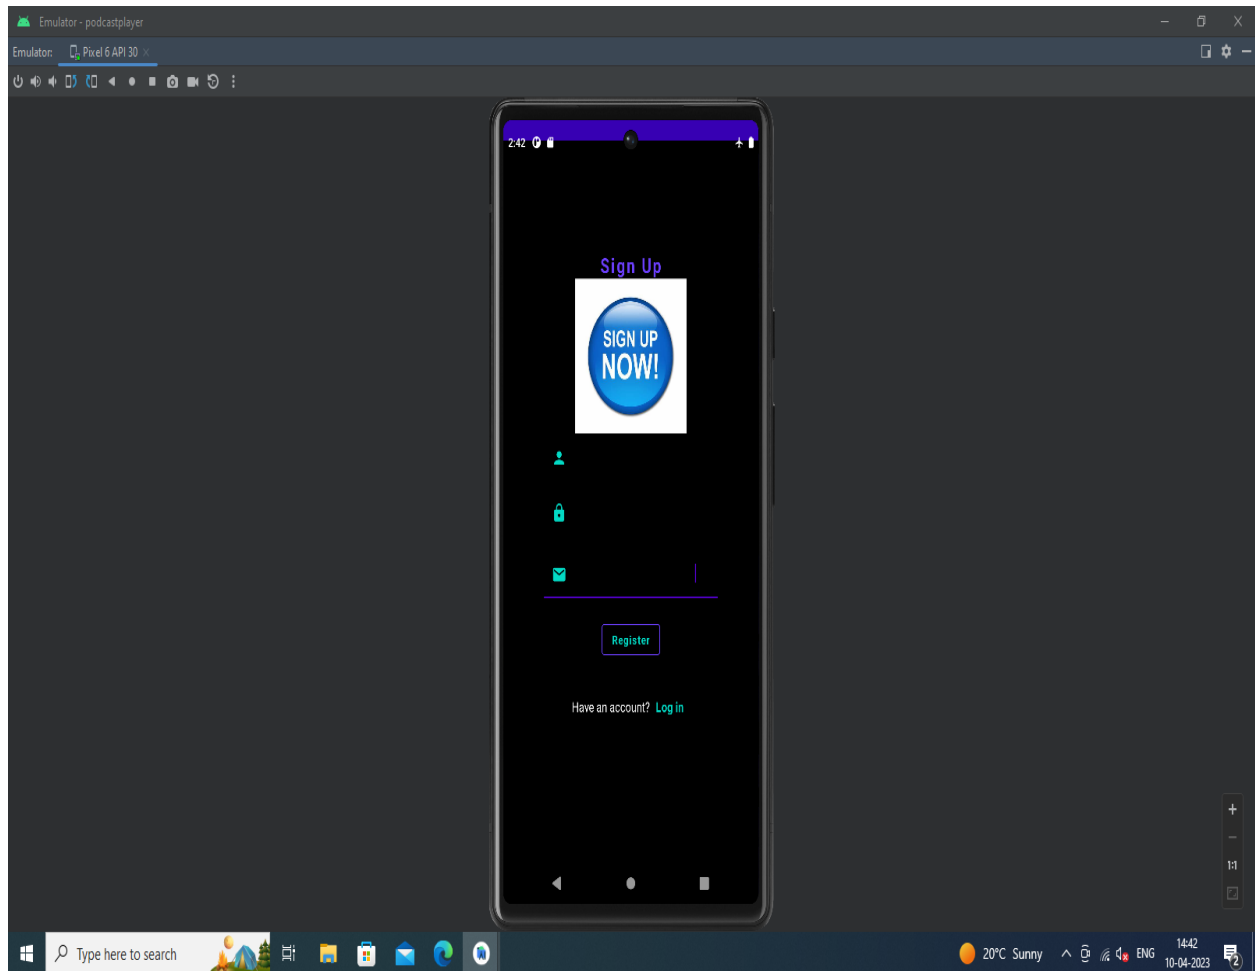 Emulator - podcastplayer
Emulator: Pixel 6 API 30
2:42
Sign Up
SIGN UP
NOW!
Register
Have an account? Log in
1:1
Type here to search
20°C Sunny
ENG
14:42
10-04-2023
2